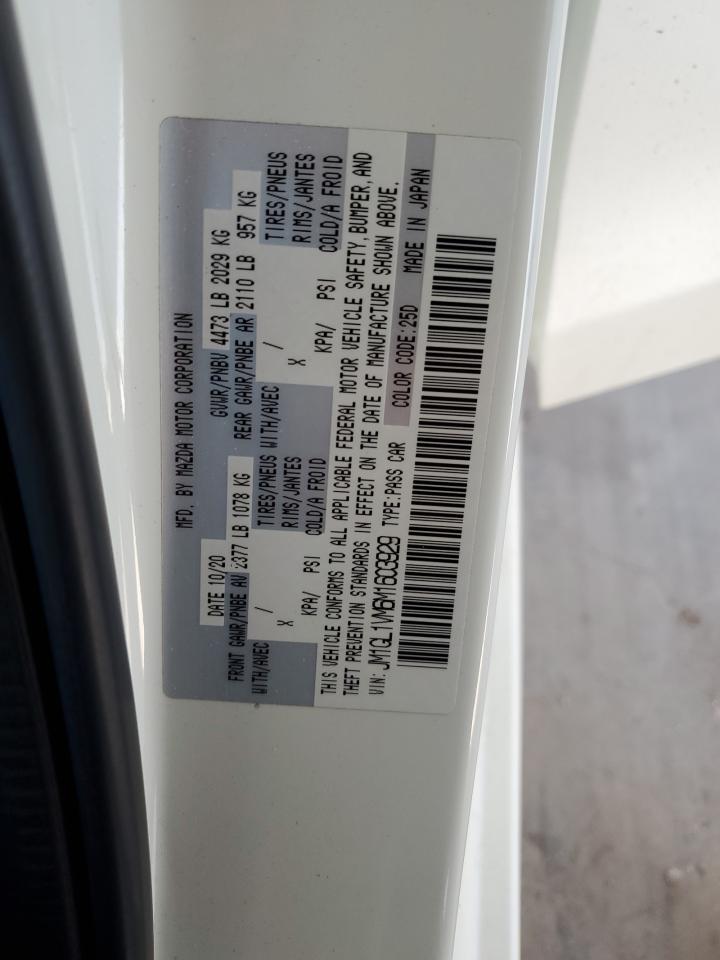 MFD. BY MAZDA MOTOR CORPORATION
DATE 10/20 GVWR/PNBV 4473 LB 2029 KG
FRONT GAWR/PNBE AV 2377 LB 1078 KG REAR GAWR/PNBE AR 2110 LB 957 KG
WITH/AVEC / TIRES/PNEUS WITH/AVEC / TIRES/PNEUS
X RIMS/JANTES X RIMS/JANTES
KPA/ PSI COLD/A FROID KPA/ PSI COLD/A FROID
THIS VEHICLE CONFORMS TO ALL APPLICABLE FEDERAL MOTOR VEHICLE SAFETY, BUMPER, AND
THEFT PREVENTION STANDARDS IN EFFECT ON THE DATE OF MANUFACTURE SHOWN ABOVE.
VIN: JM1GL1VM6M1603929 TYPE:PASS CAR COLOR CODE:25D MADE IN JAPAN